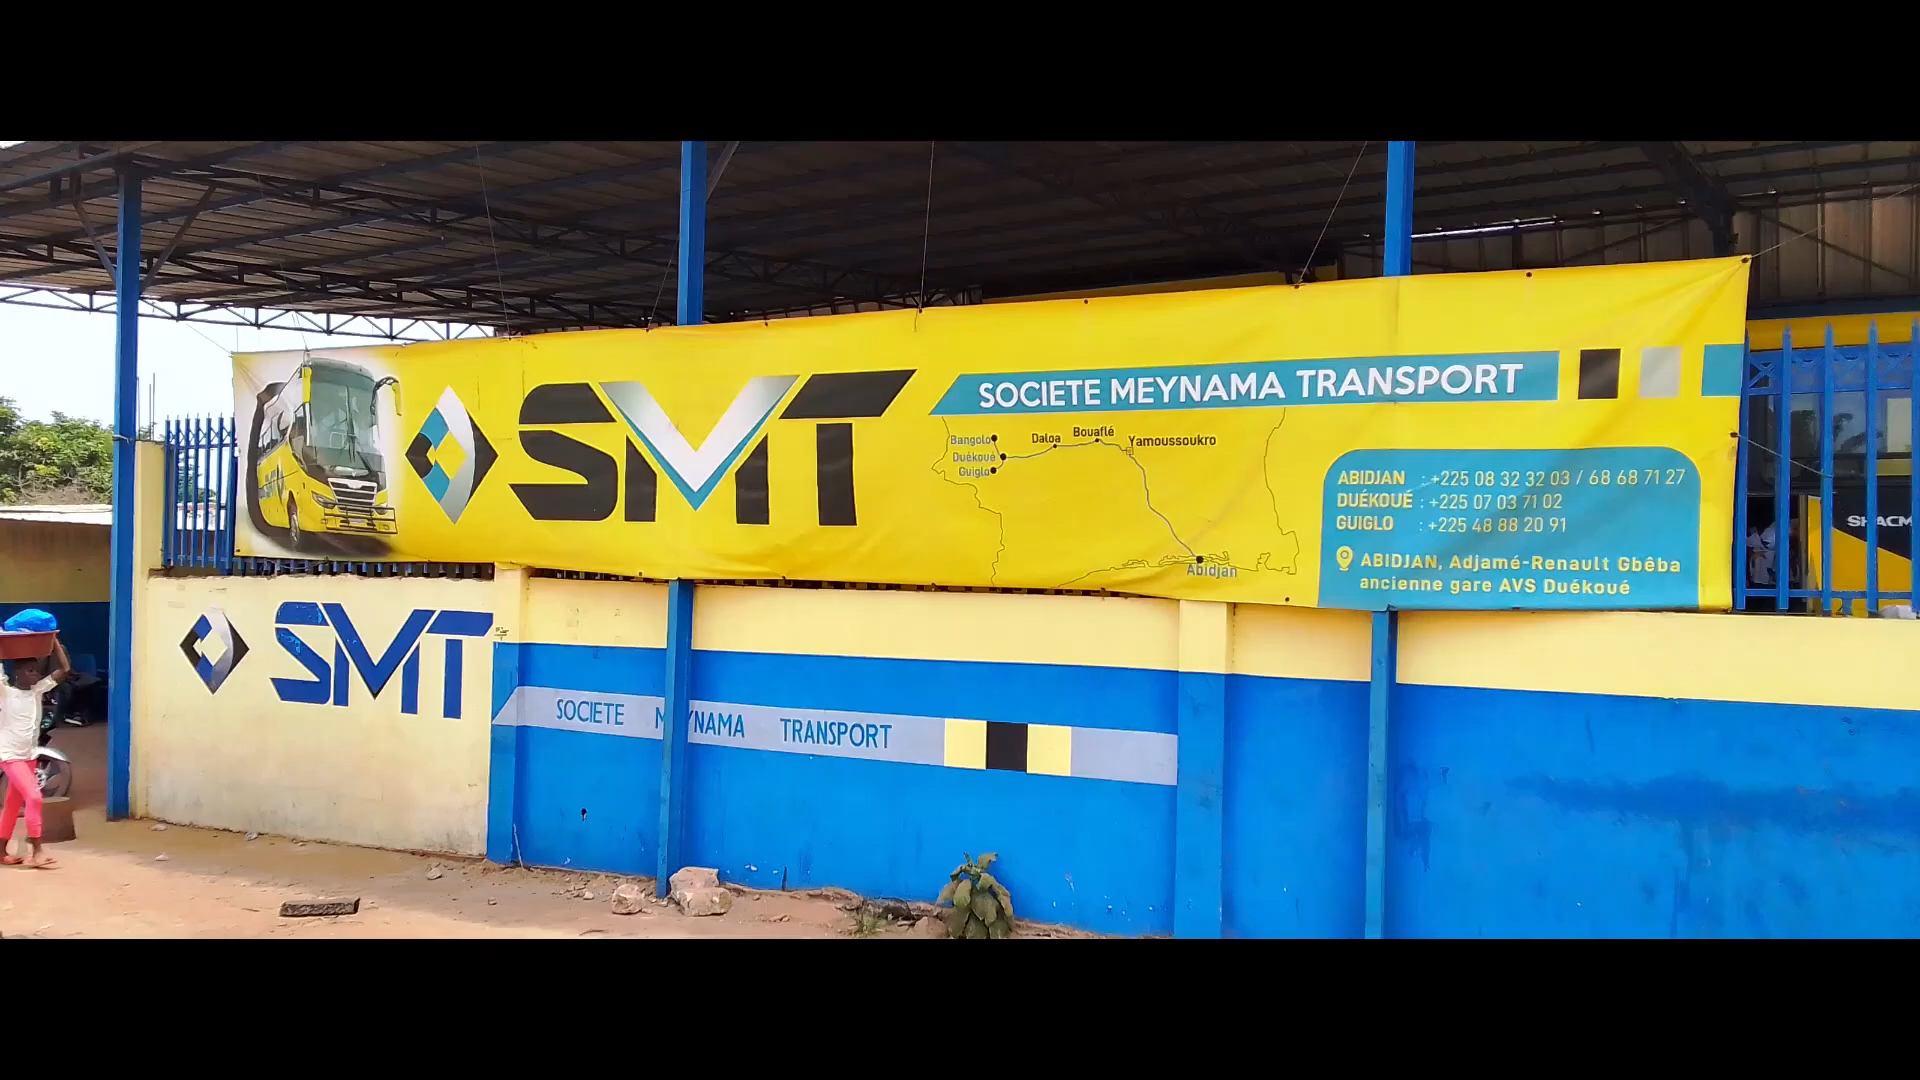 SMT
SOCIETE MEYNAMA TRANSPORT
Bangolo
Duékoué
Guiglo
Daloa
Bouaflé
Yamoussoukro
Abidjan
ABIDJAN : +225 08 32 32 03 / 68 68 71 27
DUÉKOUÉ : +225 07 03 71 02
GUIGLO : +225 48 88 20 91
ABIDJAN, Adjamé-Renault Gbêba
ancienne gare AVS Duékoué
SHACM
SMT
SOCIETE MEYNAMA TRANSPORT